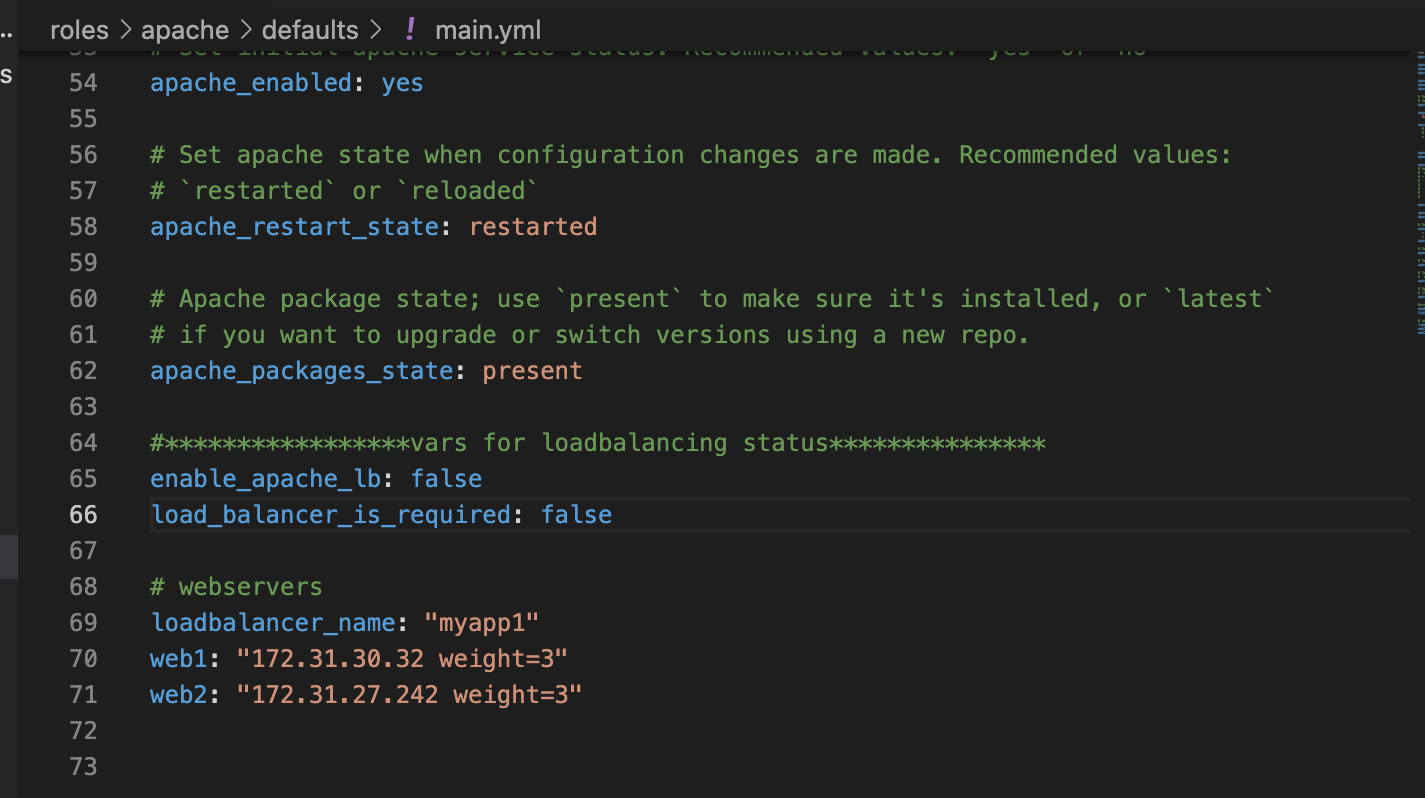 roles > apache > defaults > ! main.yml
..
s
53 # Set initial apache service status. Recommended values: `yes` or `no`
54 apache_enabled: yes
55
56 # Set apache state when configuration changes are made. Recommended values:
57 # `restarted` or `reloaded`
58 apache_restart_state: restarted
59
60 # Apache package state; use `present` to make sure it's installed, or `latest`
61 # if you want to upgrade or switch versions using a new repo.
62 apache_packages_state: present
63
64 #*****************vars for loadbalancing status***************
65 enable_apache_lb: false
66 load_balancer_is_required: false
67
68 # webservers
69 loadbalancer_name: "myapp1"
70 web1: "172.31.30.32 weight=3"
71 web2: "172.31.27.242 weight=3"
72
73